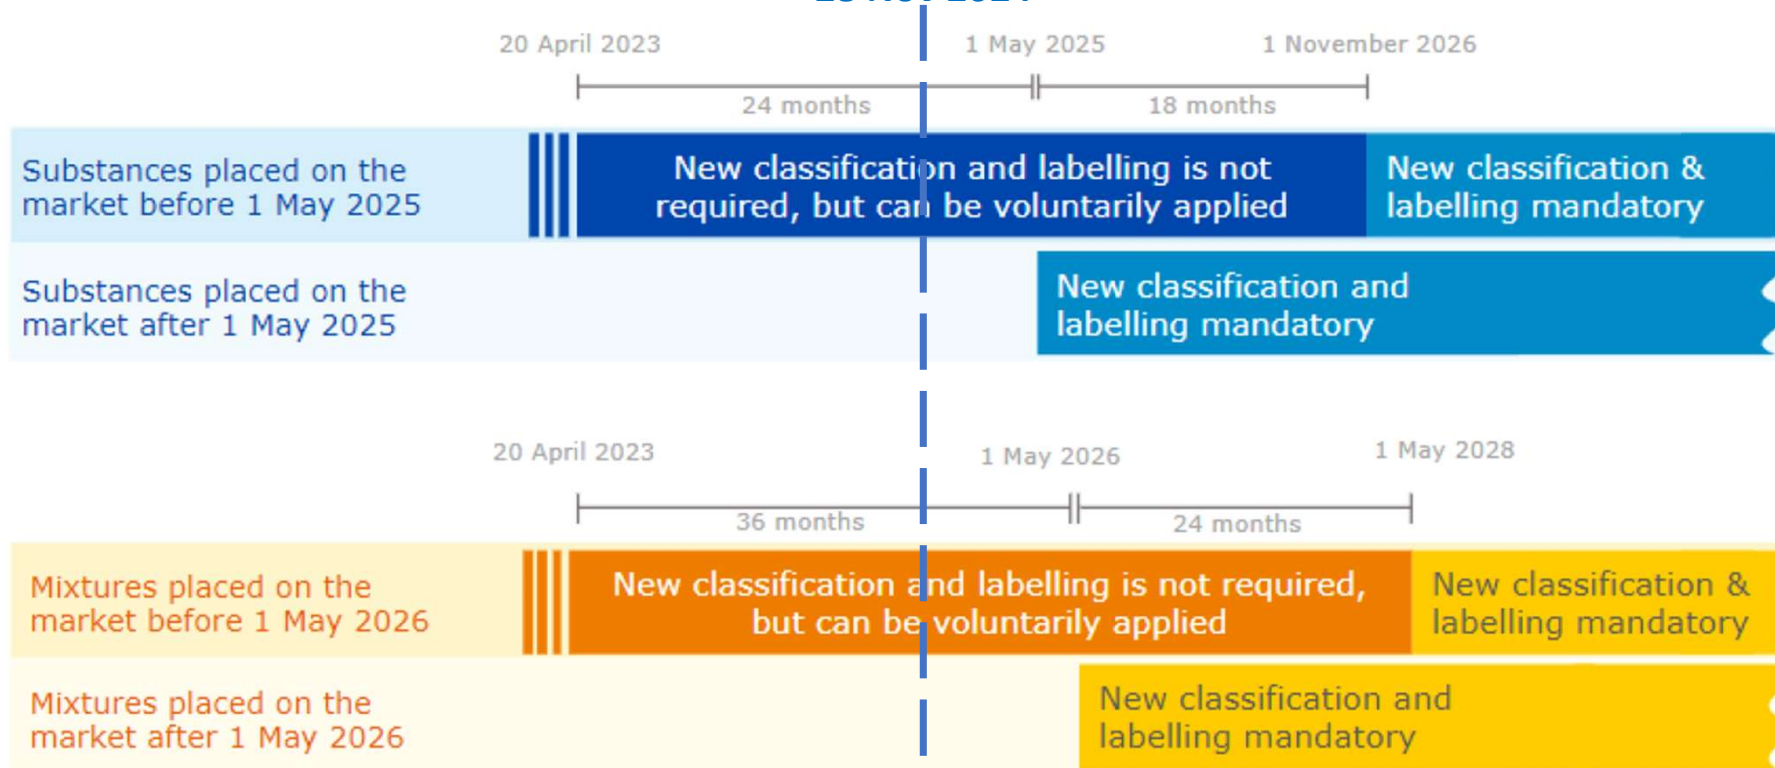 20 April 2023
1 May 2025
1 November 2026
24 months
18 months
Substances placed on the
market before 1 May 2025
New classification and labelling is not
required, but can be voluntarily applied
New classification &
labelling mandatory
Substances placed on the
market after 1 May 2025
New classification and
labelling mandatory
20 April 2023
1 May 2026
1 May 2028
36 months
24 months
Mixtures placed on the
market before 1 May 2026
New classification and labelling is not required,
but can be voluntarily applied
New classification &
labelling mandatory
Mixtures placed on the
market after 1 May 2026
New classification and
labelling mandatory